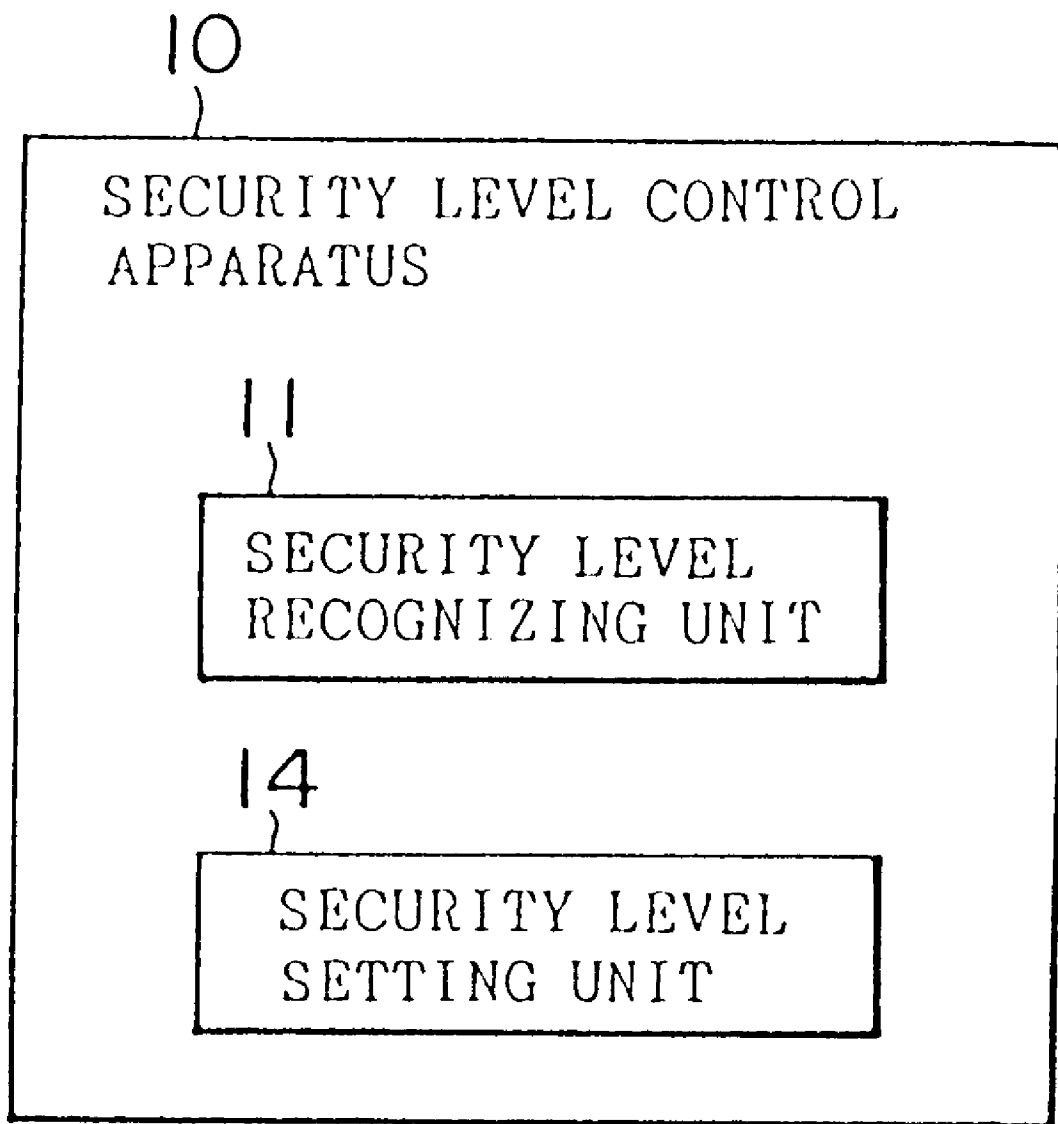 10
SECURITY LEVEL CONTROL
APPARATUS
11
SECURITY LEVEL
RECOGNIZING UNIT
14
SECURITY LEVEL
SETTING UNIT